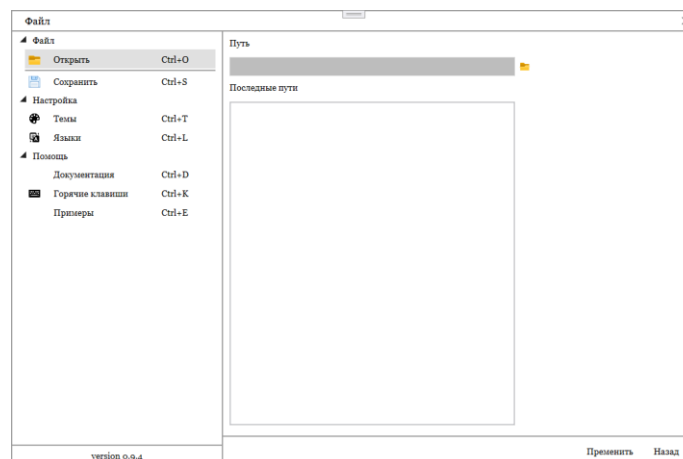 Файл
Файл
Открыть Ctrl+O
Сохранить Ctrl+S
Настройка
Темы Ctrl+T
Языки Ctrl+L
Помощь
Документация Ctrl+D
Горячие клавиши Ctrl+K
Примеры Ctrl+E
version 0.9.4
Путь
Последные пути
Применить Назад